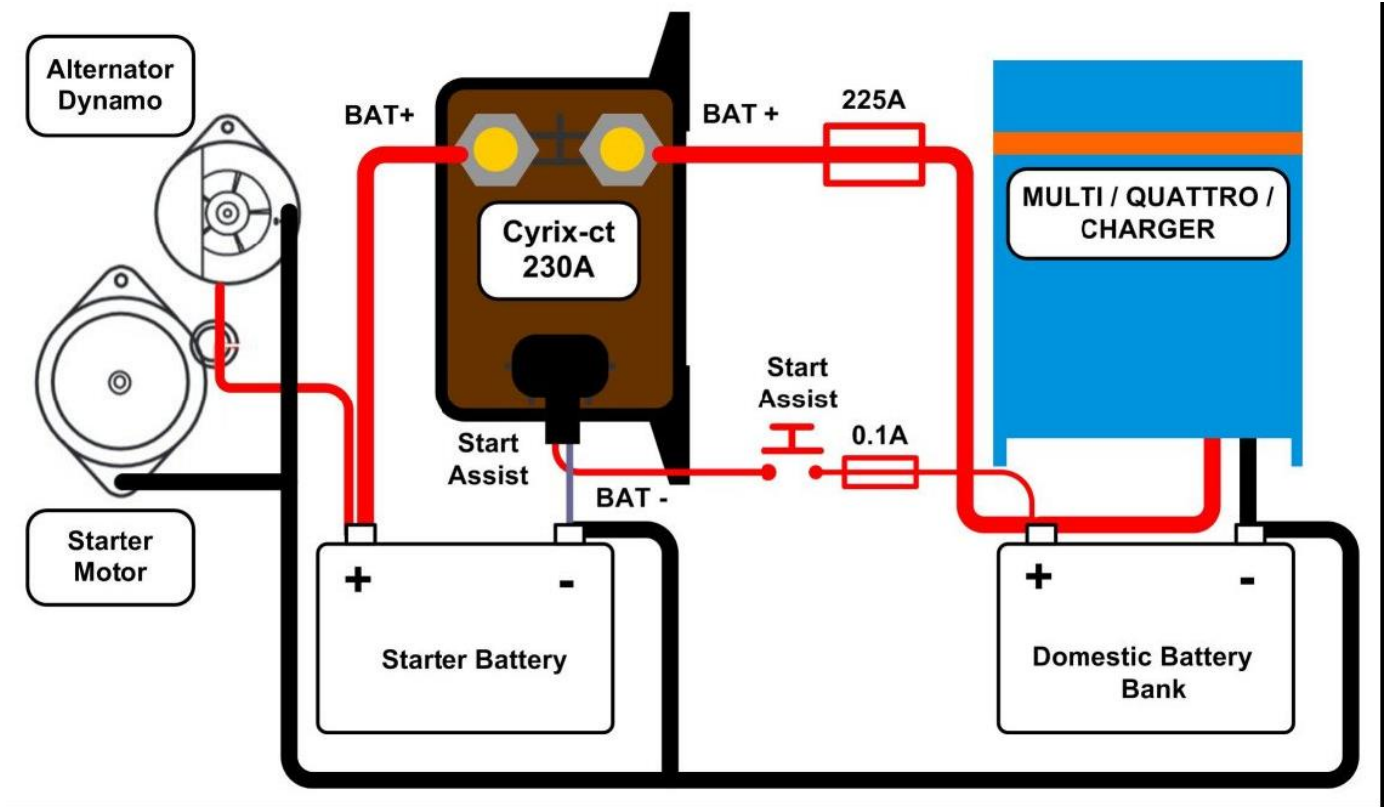 Alternator
Dynamo
BAT+
BAT +
225A
MULTI / QUATTRO /
CHARGER
Cyrix-ct
230A
Start
Assist
0.1A
Start
Assist
BAT -
Starter
Motor
+
-
+
-
Starter Battery
Domestic Battery
Bank